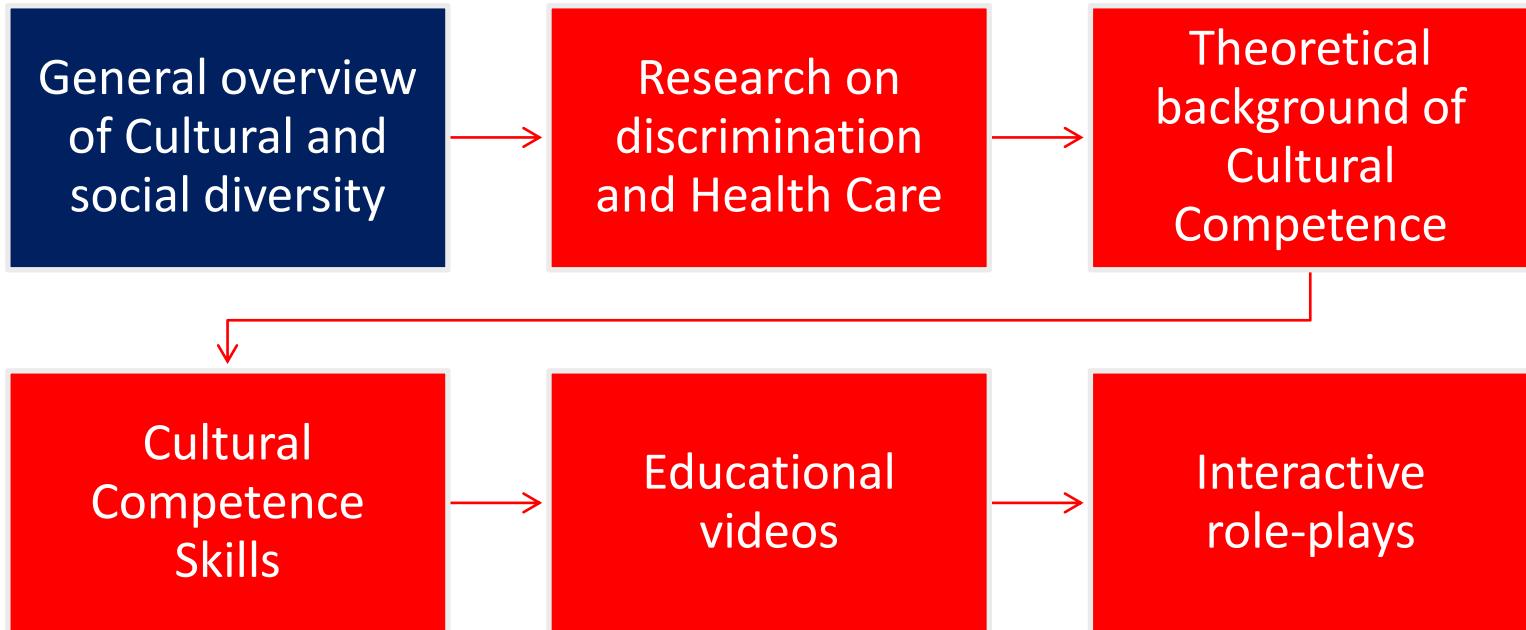 General overview
of Cultural and
social diversity
Research on
discrimination
and Health Care
Theoretical
background of
Cultural
Competence
Cultural
Competence
Skills
Educational
videos
Interactive
role-plays